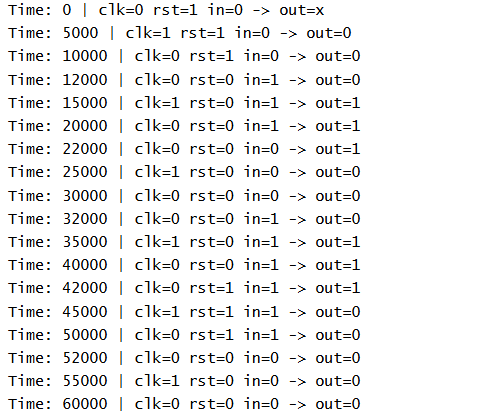 Time: 0 | clk=0 rst=1 in=0 -> out=x
Time: 5000 | clk=1 rst=1 in=0 -> out=0
Time: 10000 | clk=0 rst=1 in=0 -> out=0
Time: 12000 | clk=0 rst=0 in=1 -> out=0
Time: 15000 | clk=1 rst=0 in=1 -> out=1
Time: 20000 | clk=0 rst=0 in=1 -> out=1
Time: 22000 | clk=0 rst=0 in=0 -> out=1
Time: 25000 | clk=1 rst=0 in=0 -> out=0
Time: 30000 | clk=0 rst=0 in=0 -> out=0
Time: 32000 | clk=0 rst=0 in=1 -> out=0
Time: 35000 | clk=1 rst=0 in=1 -> out=1
Time: 40000 | clk=0 rst=0 in=1 -> out=1
Time: 42000 | clk=0 rst=1 in=1 -> out=1
Time: 45000 | clk=1 rst=1 in=1 -> out=0
Time: 50000 | clk=0 rst=1 in=1 -> out=0
Time: 52000 | clk=0 rst=0 in=0 -> out=0
Time: 55000 | clk=1 rst=0 in=0 -> out=0
Time: 60000 | clk=0 rst=0 in=0 -> out=0